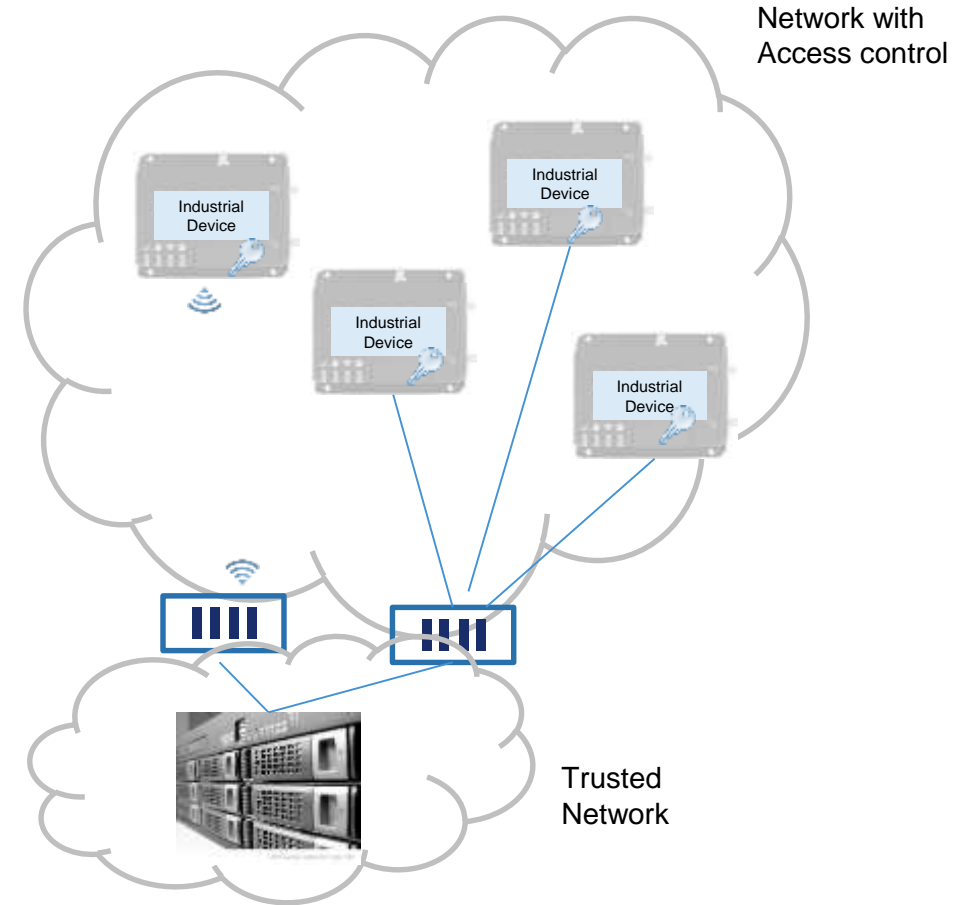 Network with
Access control
Industrial
Device
Industrial
Device
Industrial
Device
Industrial
Device
Trusted
Network